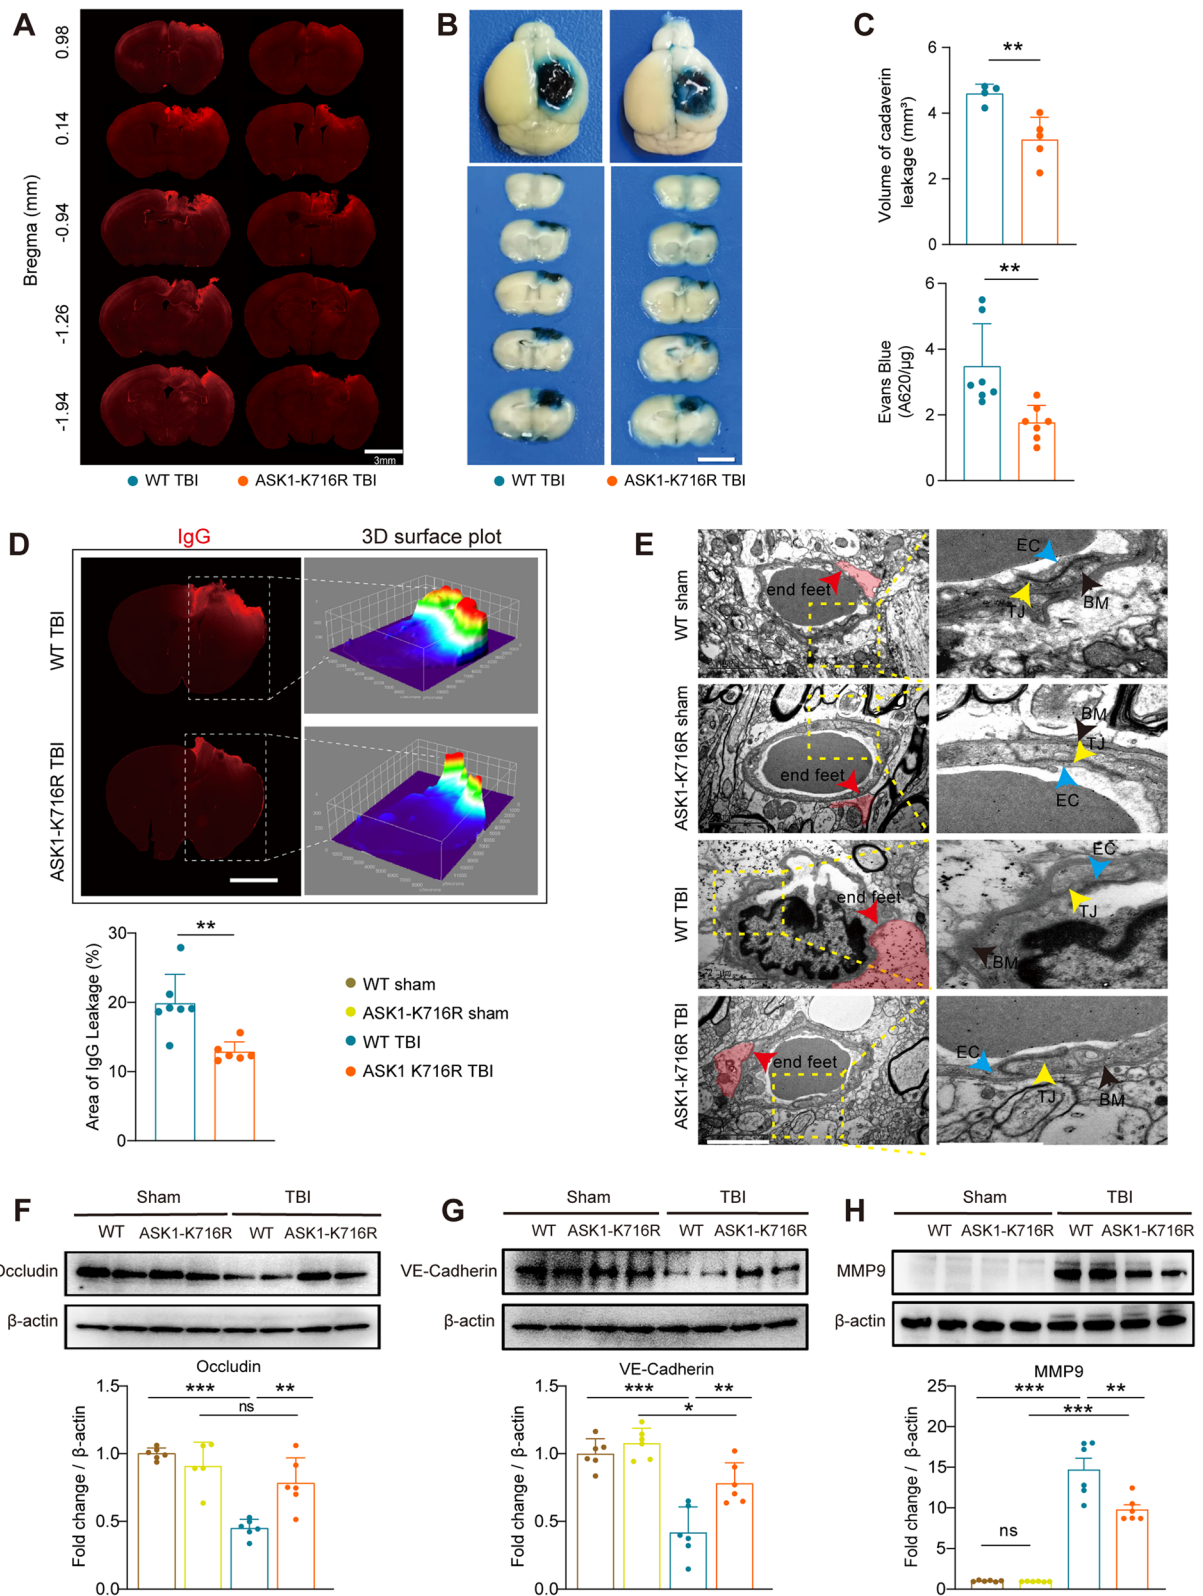 A
B
C
Bregma (mm)
0.98
0.14
-0.94
-1.26
-1.94
3mm
WT TBI
ASK1-K716R TBI
WT TBI
ASK1-K716R TBI
Volume of cadaverin
leakage (mm³)
6
4
2
0
**
Evans Blue
(A620/μg)
6
4
2
0
**
D
IgG
3D surface plot
WT TBI
ASK1-K716R TBI
Area of IgG Leakage (%)
30
20
10
0
**
WT sham
ASK1-K716R sham
WT TBI
ASK1 K716R TBI
E
WT sham
end feet
EC
TJ
BM
ASK1-K716R sham
end feet
BM
TJ
EC
WT TBI
end feet
EC
TJ
BM
ASK1-k716R TBI
end feet
EC
TJ
BM
F
Sham
TBI
WT
ASK1-K716R
WT
ASK1-K716R
Occludin
β-actin
Occludin
Fold change / β-actin
1.5
1.0
0.5
0.0
***
**
ns
G
Sham
TBI
WT
ASK1-K716R
WT
ASK1-K716R
VE-Cadherin
β-actin
VE-Cadherin
Fold change / β-actin
1.5
1.0
0.5
0.0
***
**
*
H
Sham
TBI
WT
ASK1-K716R
WT
ASK1-K716R
MMP9
β-actin
MMP9
Fold change / β-actin
25
20
15
10
5
0
***
**
***
ns